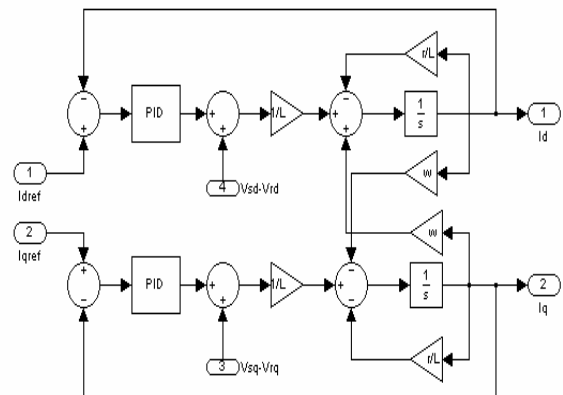 r/L
−
−
PID
+
+
1/L
+
+
1
s
1
+
Id
1
Idref
4
Vsd-Vrd
w
2
Iqref
w
+
−
PID
+
+
1/L
−
+
−
1
s
2
Iq
3
Vsq-Vrq
r/L